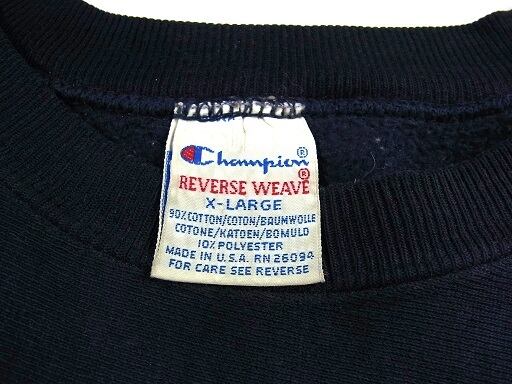 Champion®
REVERSE WEAVE®
X-LARGE
90% COTTON/COTON/BAUMWOLLE
COTONE/KATOEN/BOMULD
10% POLYESTER
MADE IN U.S.A. RN 26094
FOR CARE SEE REVERSE